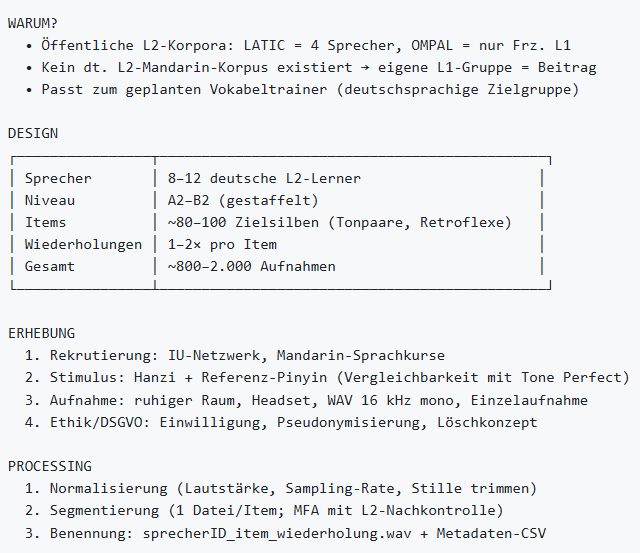 WARUM?
• Öffentliche L2-Korpora: LATIC = 4 Sprecher, OMPAL = nur Frz. L1
• Kein dt. L2-Mandarin-Korpus existiert → eigene L1-Gruppe = Beitrag
• Passt zum geplanten Vokabeltrainer (deutschsprachige Zielgruppe)
DESIGN
Sprecher 8–12 deutsche L2-Lerner
Niveau A2–B2 (gestaffelt)
Items ~80–100 Zielsilben (Tonpaare, Retroflexe)
Wiederholungen 1–2× pro Item
Gesamt ~800–2.000 Aufnahmen
ERHEBUNG
1. Rekrutierung: IU-Netzwerk, Mandarin-Sprachkurse
2. Stimulus: Hanzi + Referenz-Pinyin (Vergleichbarkeit mit Tone Perfect)
3. Aufnahme: ruhiger Raum, Headset, WAV 16 kHz mono, Einzelaufnahme
4. Ethik/DSGVO: Einwilligung, Pseudonymisierung, Löschkonzept
PROCESSING
1. Normalisierung (Lautstärke, Sampling-Rate, Stille trimmen)
2. Segmentierung (1 Datei/Item; MFA mit L2-Nachkontrolle)
3. Benennung: sprecherID_item_wiederholung.wav + Metadaten-CSV